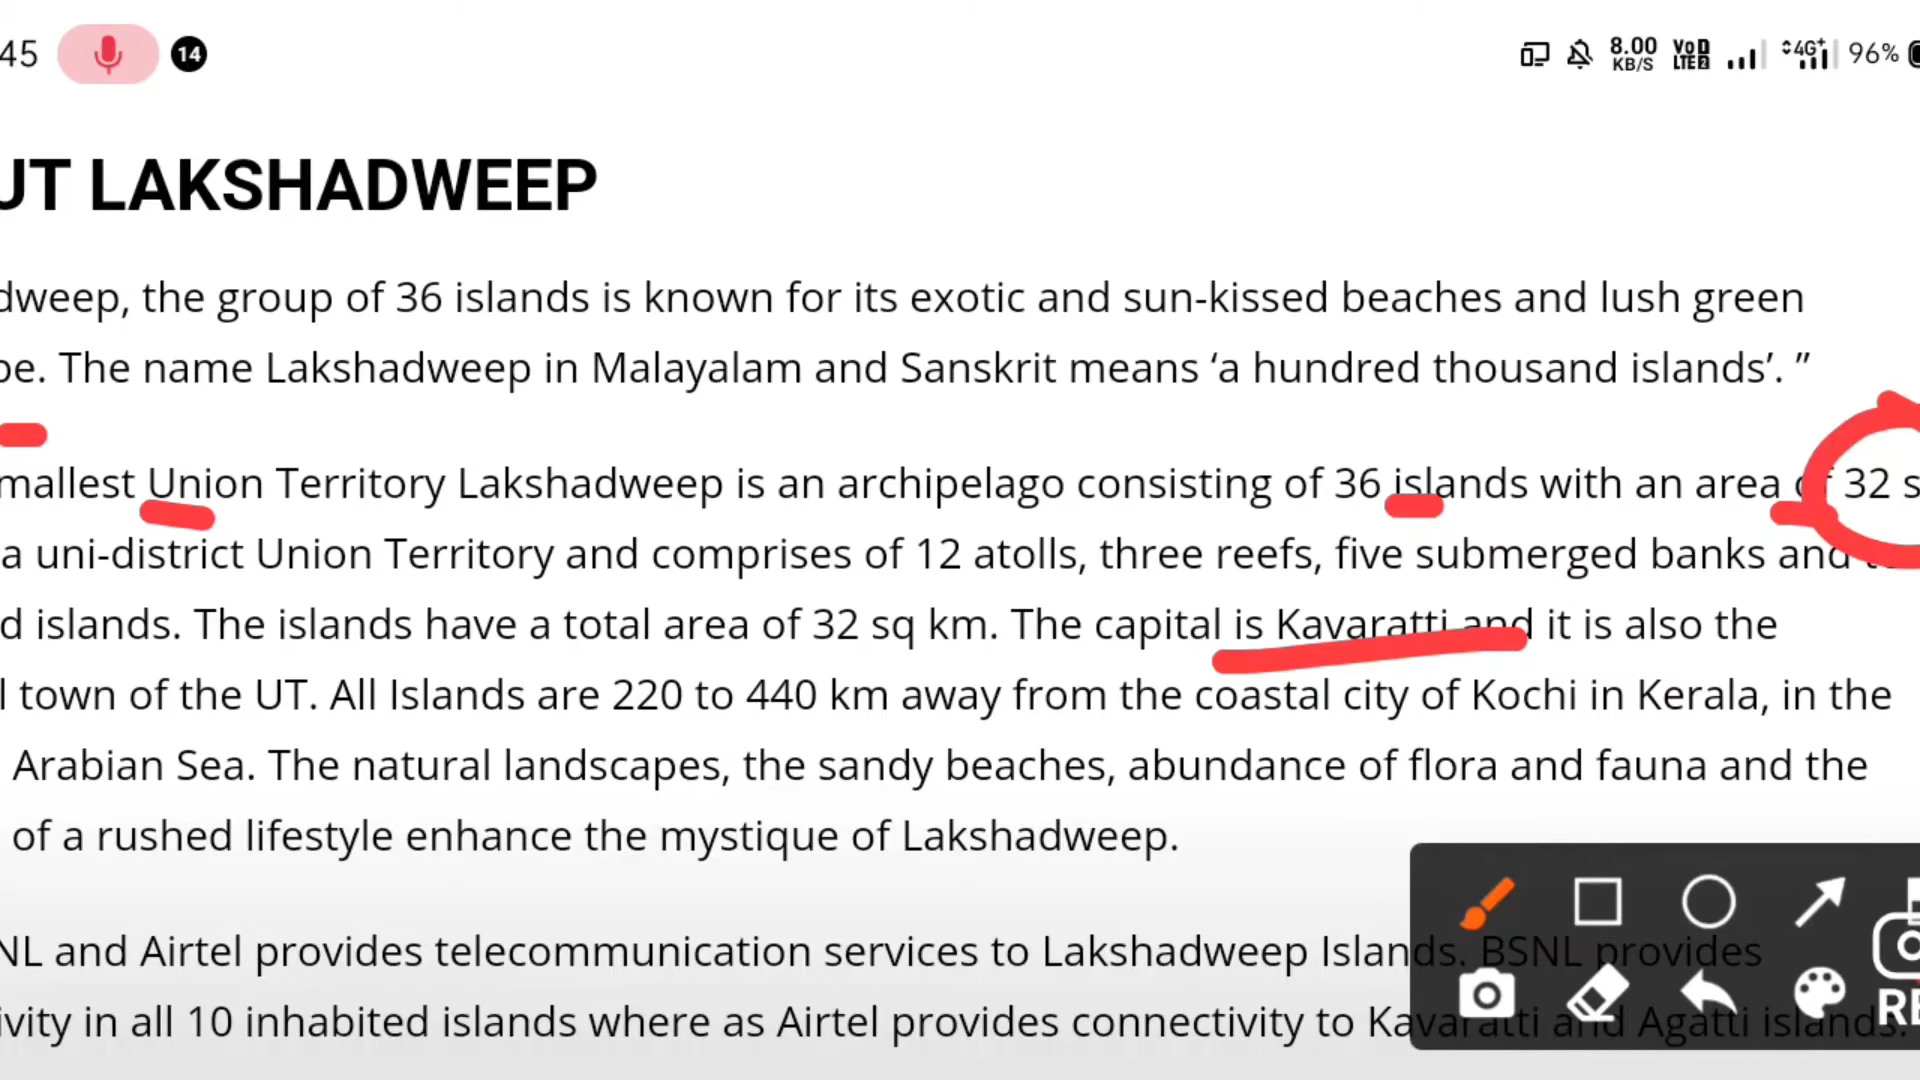 45 14 8.00 KB/S VoD LTE2 4G+ 96%
UT LAKSHADWEEP
dweep, the group of 36 islands is known for its exotic and sun-kissed beaches and lush green
pe. The name Lakshadweep in Malayalam and Sanskrit means ‘a hundred thousand islands’. ”
mallest Union Territory Lakshadweep is an archipelago consisting of 36 islands with an area of 32 s
a uni-district Union Territory and comprises of 12 atolls, three reefs, five submerged banks and
d islands. The islands have a total area of 32 sq km. The capital is Kavaratti and it is also the
l town of the UT. All Islands are 220 to 440 km away from the coastal city of Kochi in Kerala, in the
Arabian Sea. The natural landscapes, the sandy beaches, abundance of flora and fauna and the
of a rushed lifestyle enhance the mystique of Lakshadweep.
NL and Airtel provides telecommunication services to Lakshadweep Islands. BSNL provides
ivity in all 10 inhabited islands where as Airtel provides connectivity to Kavaratti and Agatti islands.
RE